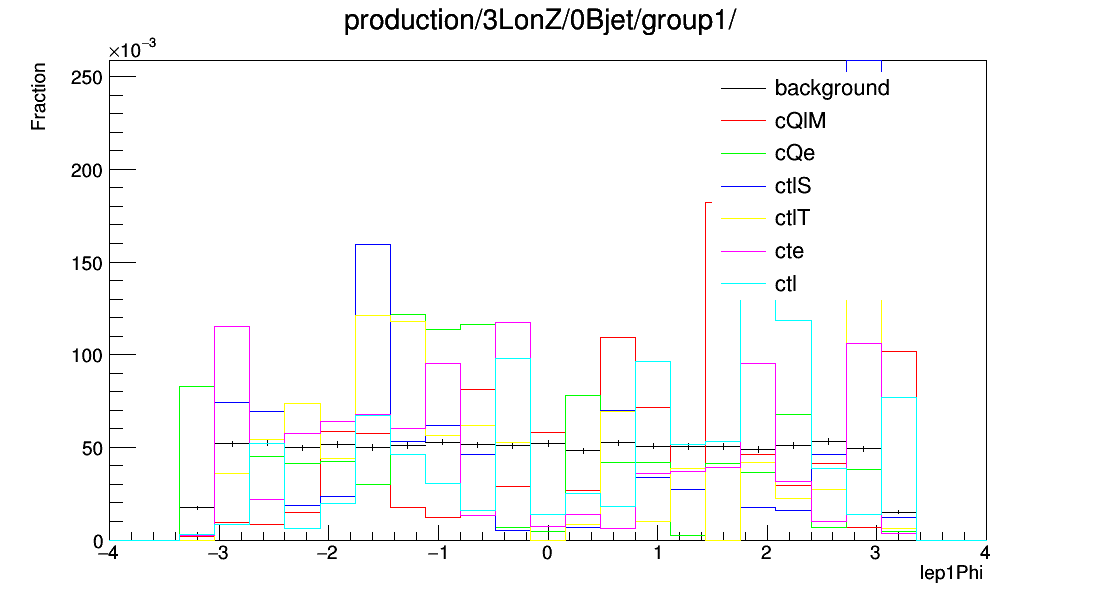 production/3LonZ/0Bjet/group1/
×10⁻³
Fraction
250
200
150
100
50
0
−4
−3
−2
−1
0
1
2
3
4
lep1Phi
background
cQlM
cQe
ctlS
ctlT
cte
ctl